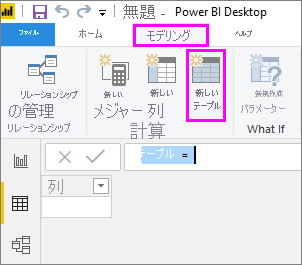 無題 - Power BI Desktop
ファイル ホーム モデリング ヘルプ
リレーションシップ
の管理
リレーションシップ
新しい
メジャー
新しい
列
新しい
テーブル
計算
新規作成
パラメーター
What If
テーブル =
列